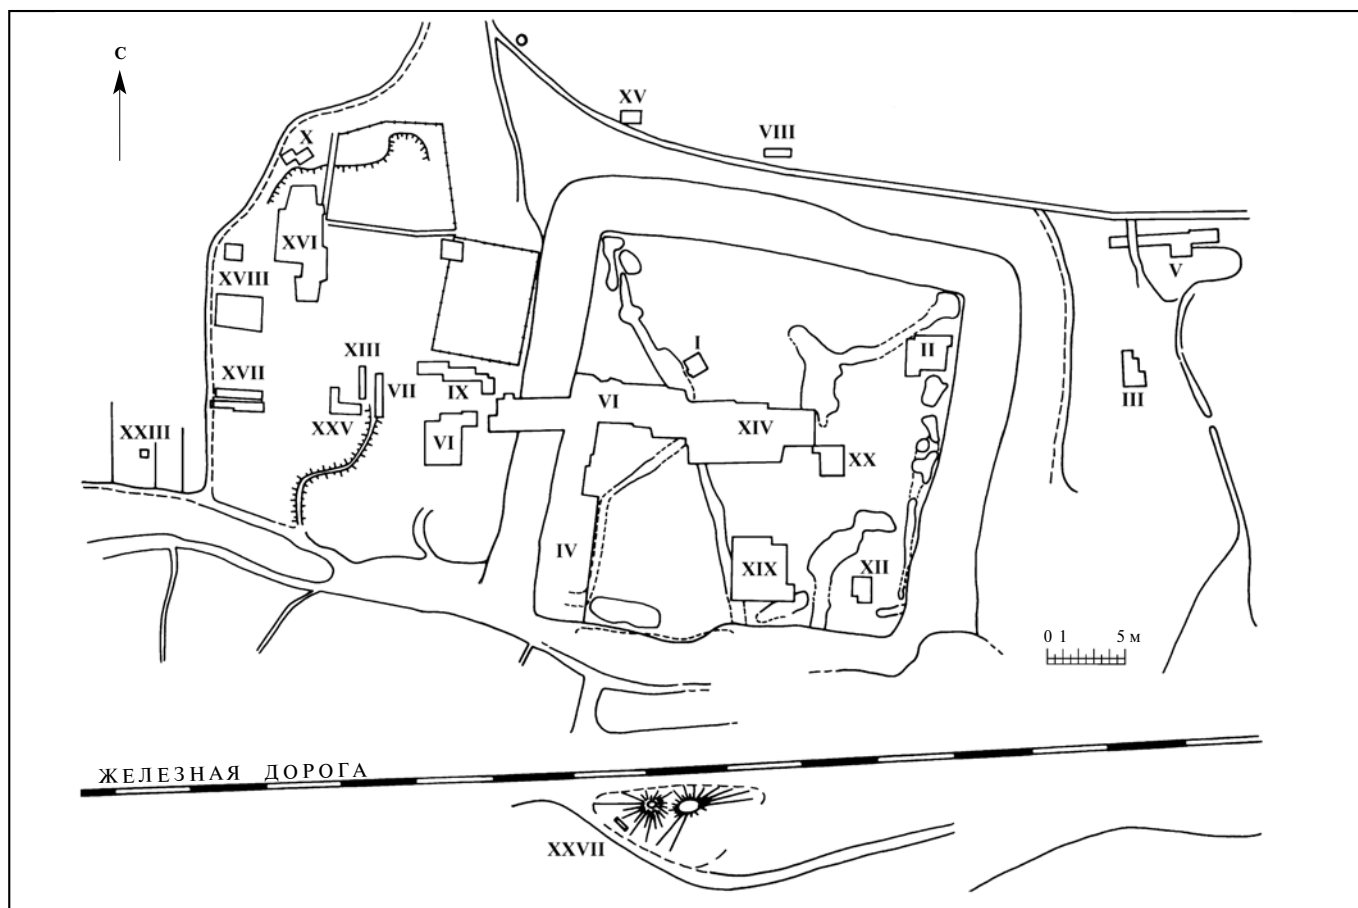 С
XV
VIII
X
XVI
XVIII
V
I
II
XIII
XVII
VII
IX
III
VI
XXV
XIV
XXIII
VI
XX
IV
XIX
XII
0 1 5 м
ЖЕЛЕЗНАЯ ДОРОГА
XXVII